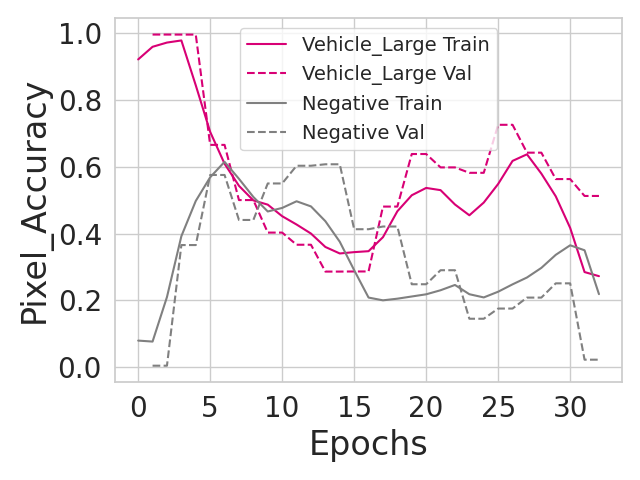 1.0
0.8
0.6
0.4
0.2
0.0
Pixel_Accuracy
Vehicle_Large Train
Vehicle_Large Val
Negative Train
Negative Val
0 5 10 15 20 25 30
Epochs